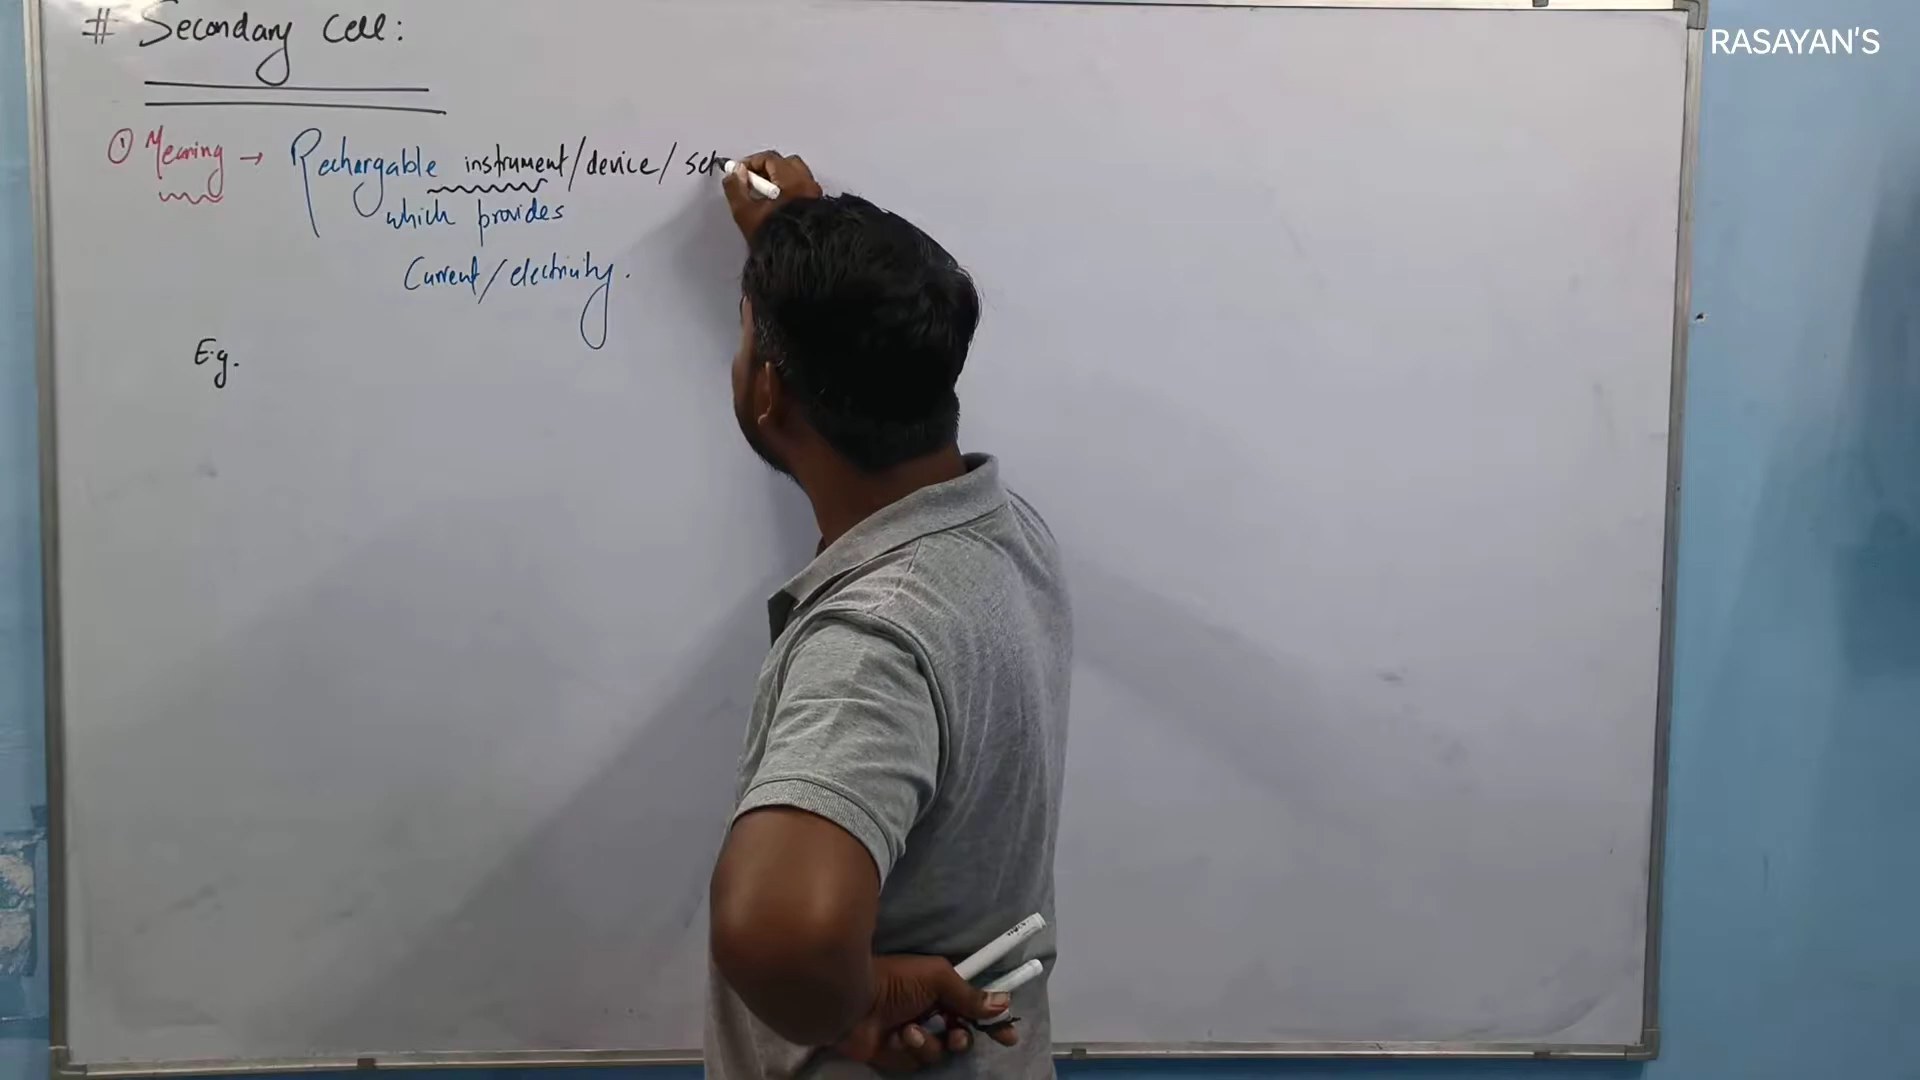 # Secondary Cell:
RASAYAN'S
① Meaning → Rechargable instrument/device/
which provides
Current/electricity.
E.g.